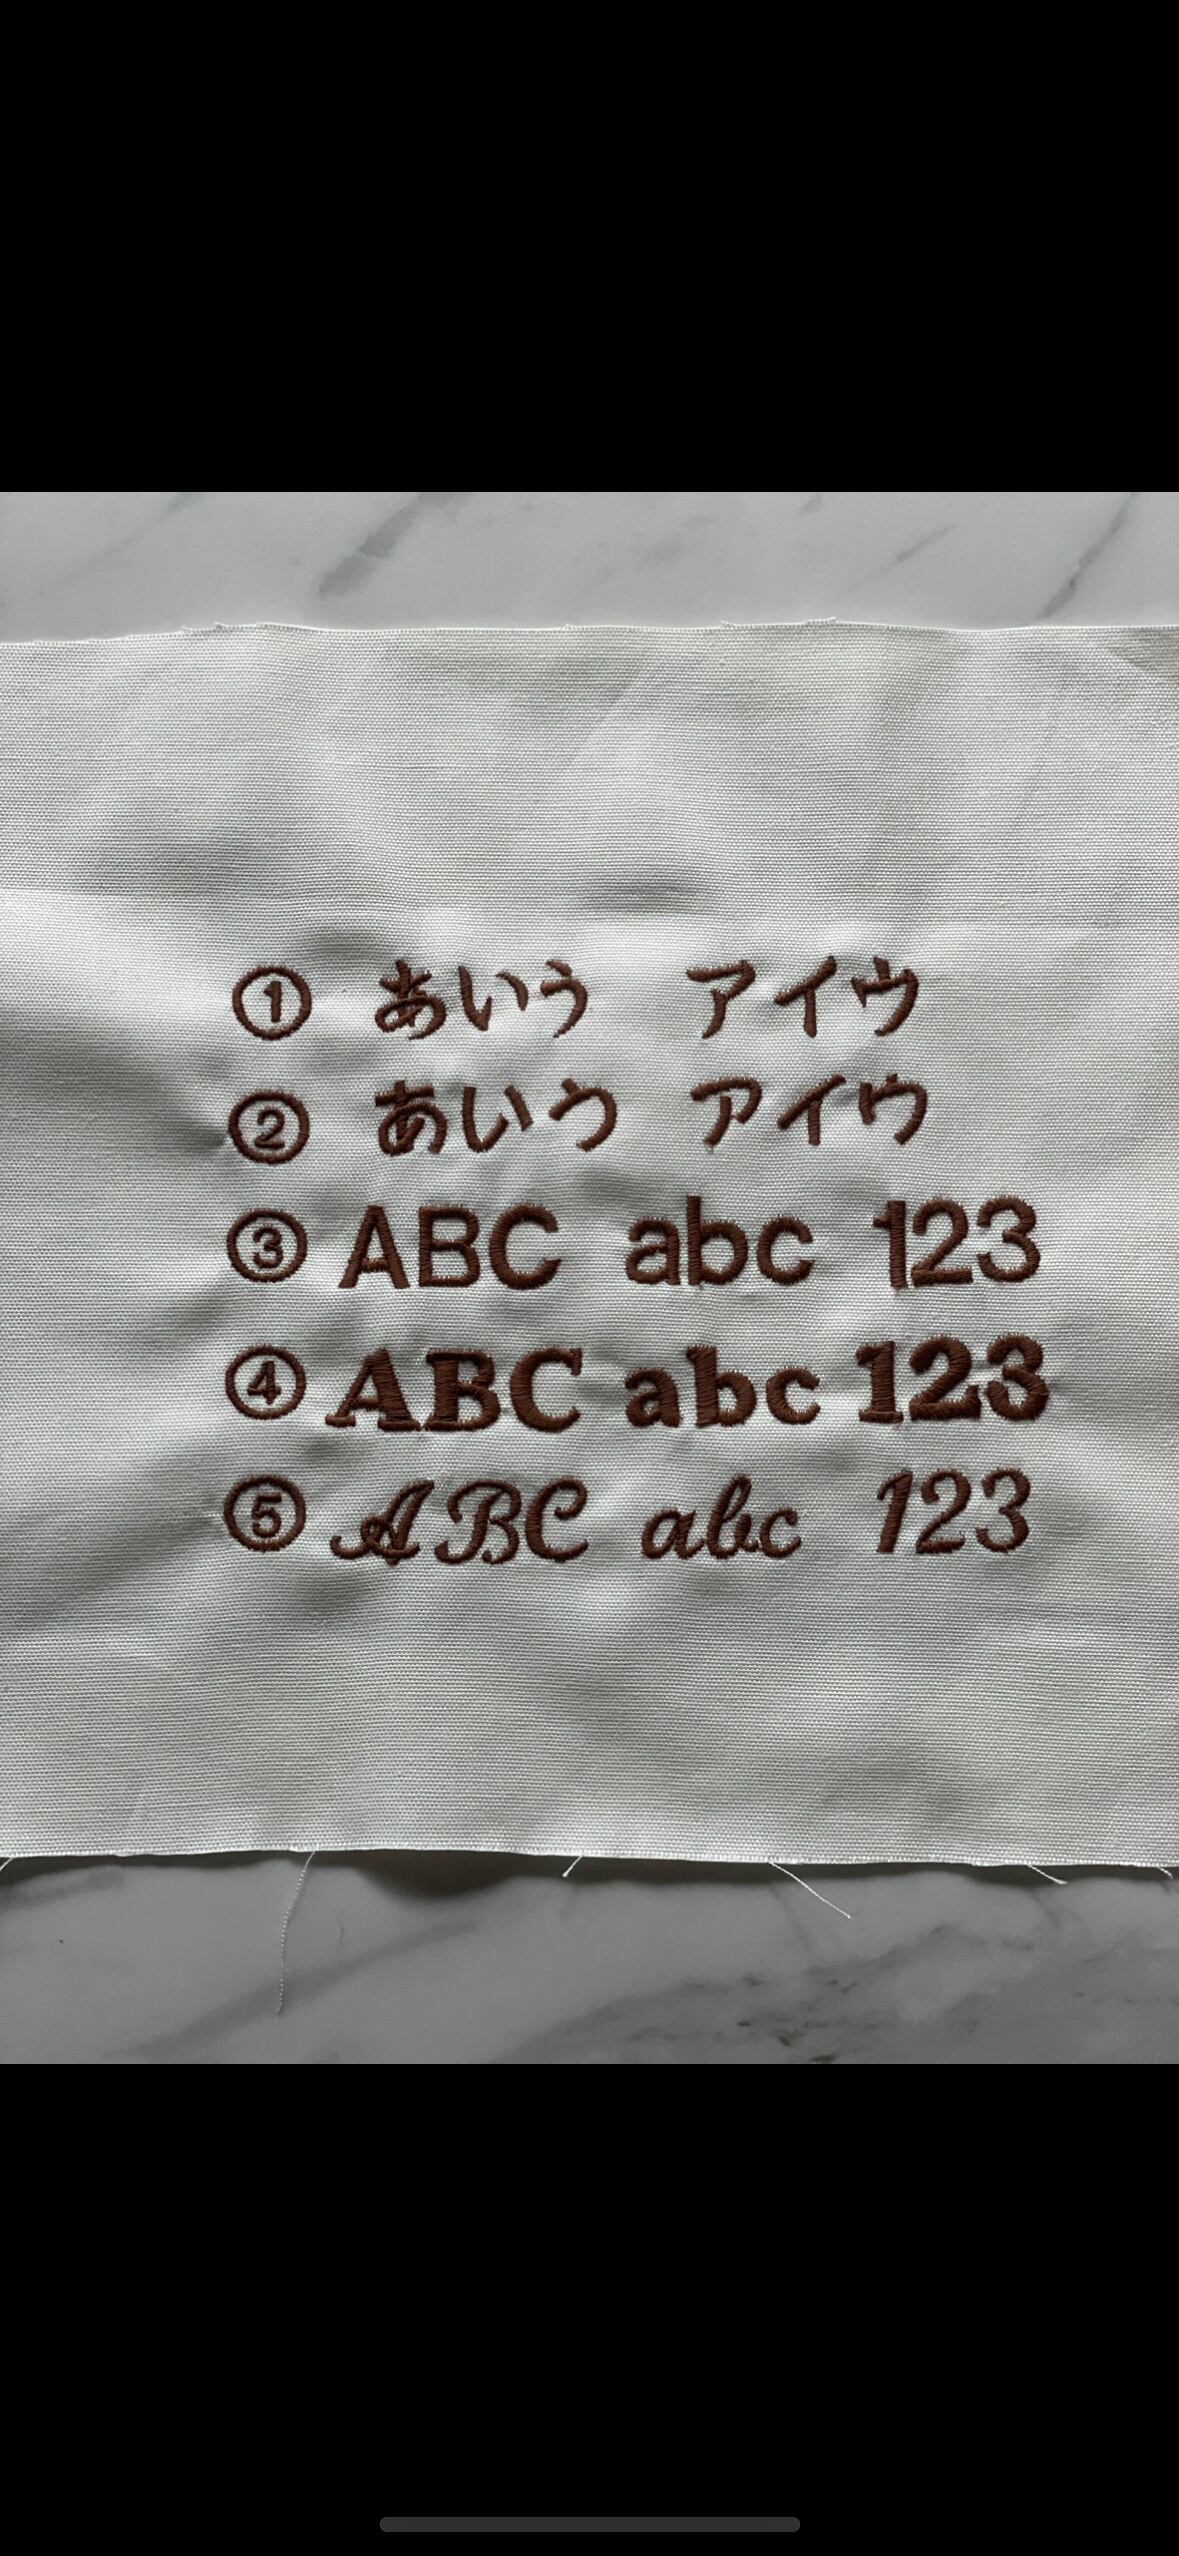 ① あいう アイウ
② あいう アイウ
③ ABC abc 123
④ ABC abc 123
⑤ ABC abc 123